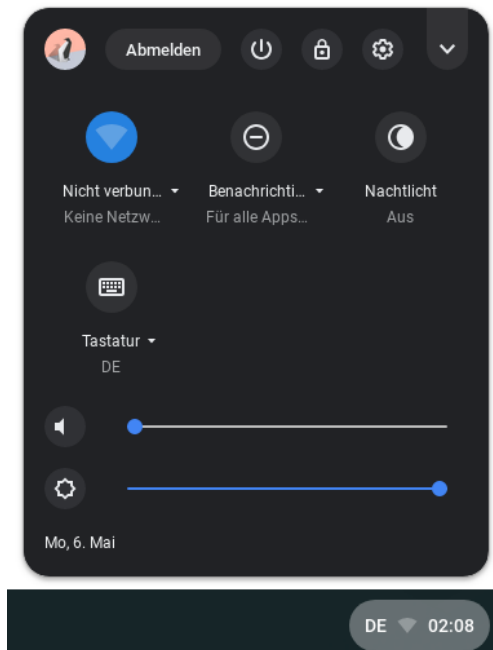 Abmelden
Nicht verbun... Benachrichti... Nachtlicht
Keine Netzw... Für alle Apps... Aus
Tastatur
DE
Mo, 6. Mai
DE 02:08